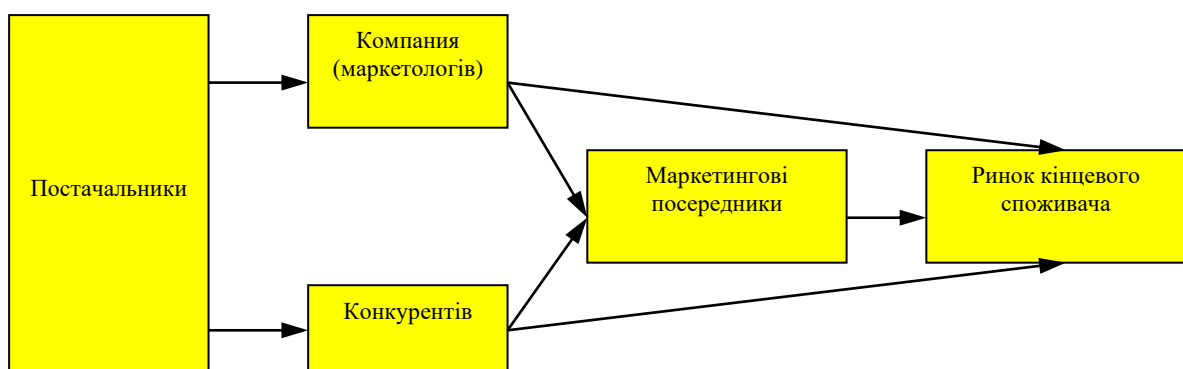 Постачальники
Компания
(маркетологів)
Конкурентів
Маркетингові
посередники
Ринок кінцевого
споживача